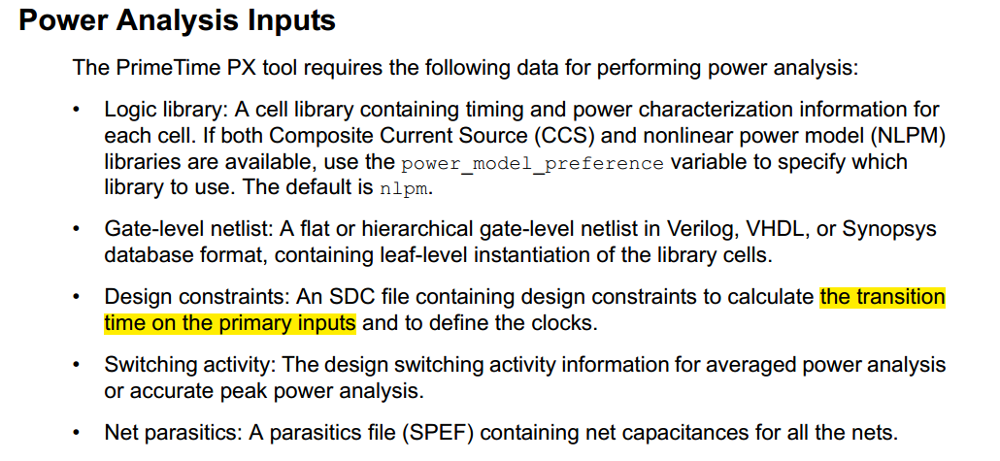 Power Analysis Inputs
The PrimeTime PX tool requires the following data for performing power analysis:
• Logic library: A cell library containing timing and power characterization information for
each cell. If both Composite Current Source (CCS) and nonlinear power model (NLPM)
libraries are available, use the power_model_preference variable to specify which
library to use. The default is nlpm.
• Gate-level netlist: A flat or hierarchical gate-level netlist in Verilog, VHDL, or Synopsys
database format, containing leaf-level instantiation of the library cells.
• Design constraints: An SDC file containing design constraints to calculate the transition
time on the primary inputs and to define the clocks.
• Switching activity: The design switching activity information for averaged power analysis
or accurate peak power analysis.
• Net parasitics: A parasitics file (SPEF) containing net capacitances for all the nets.